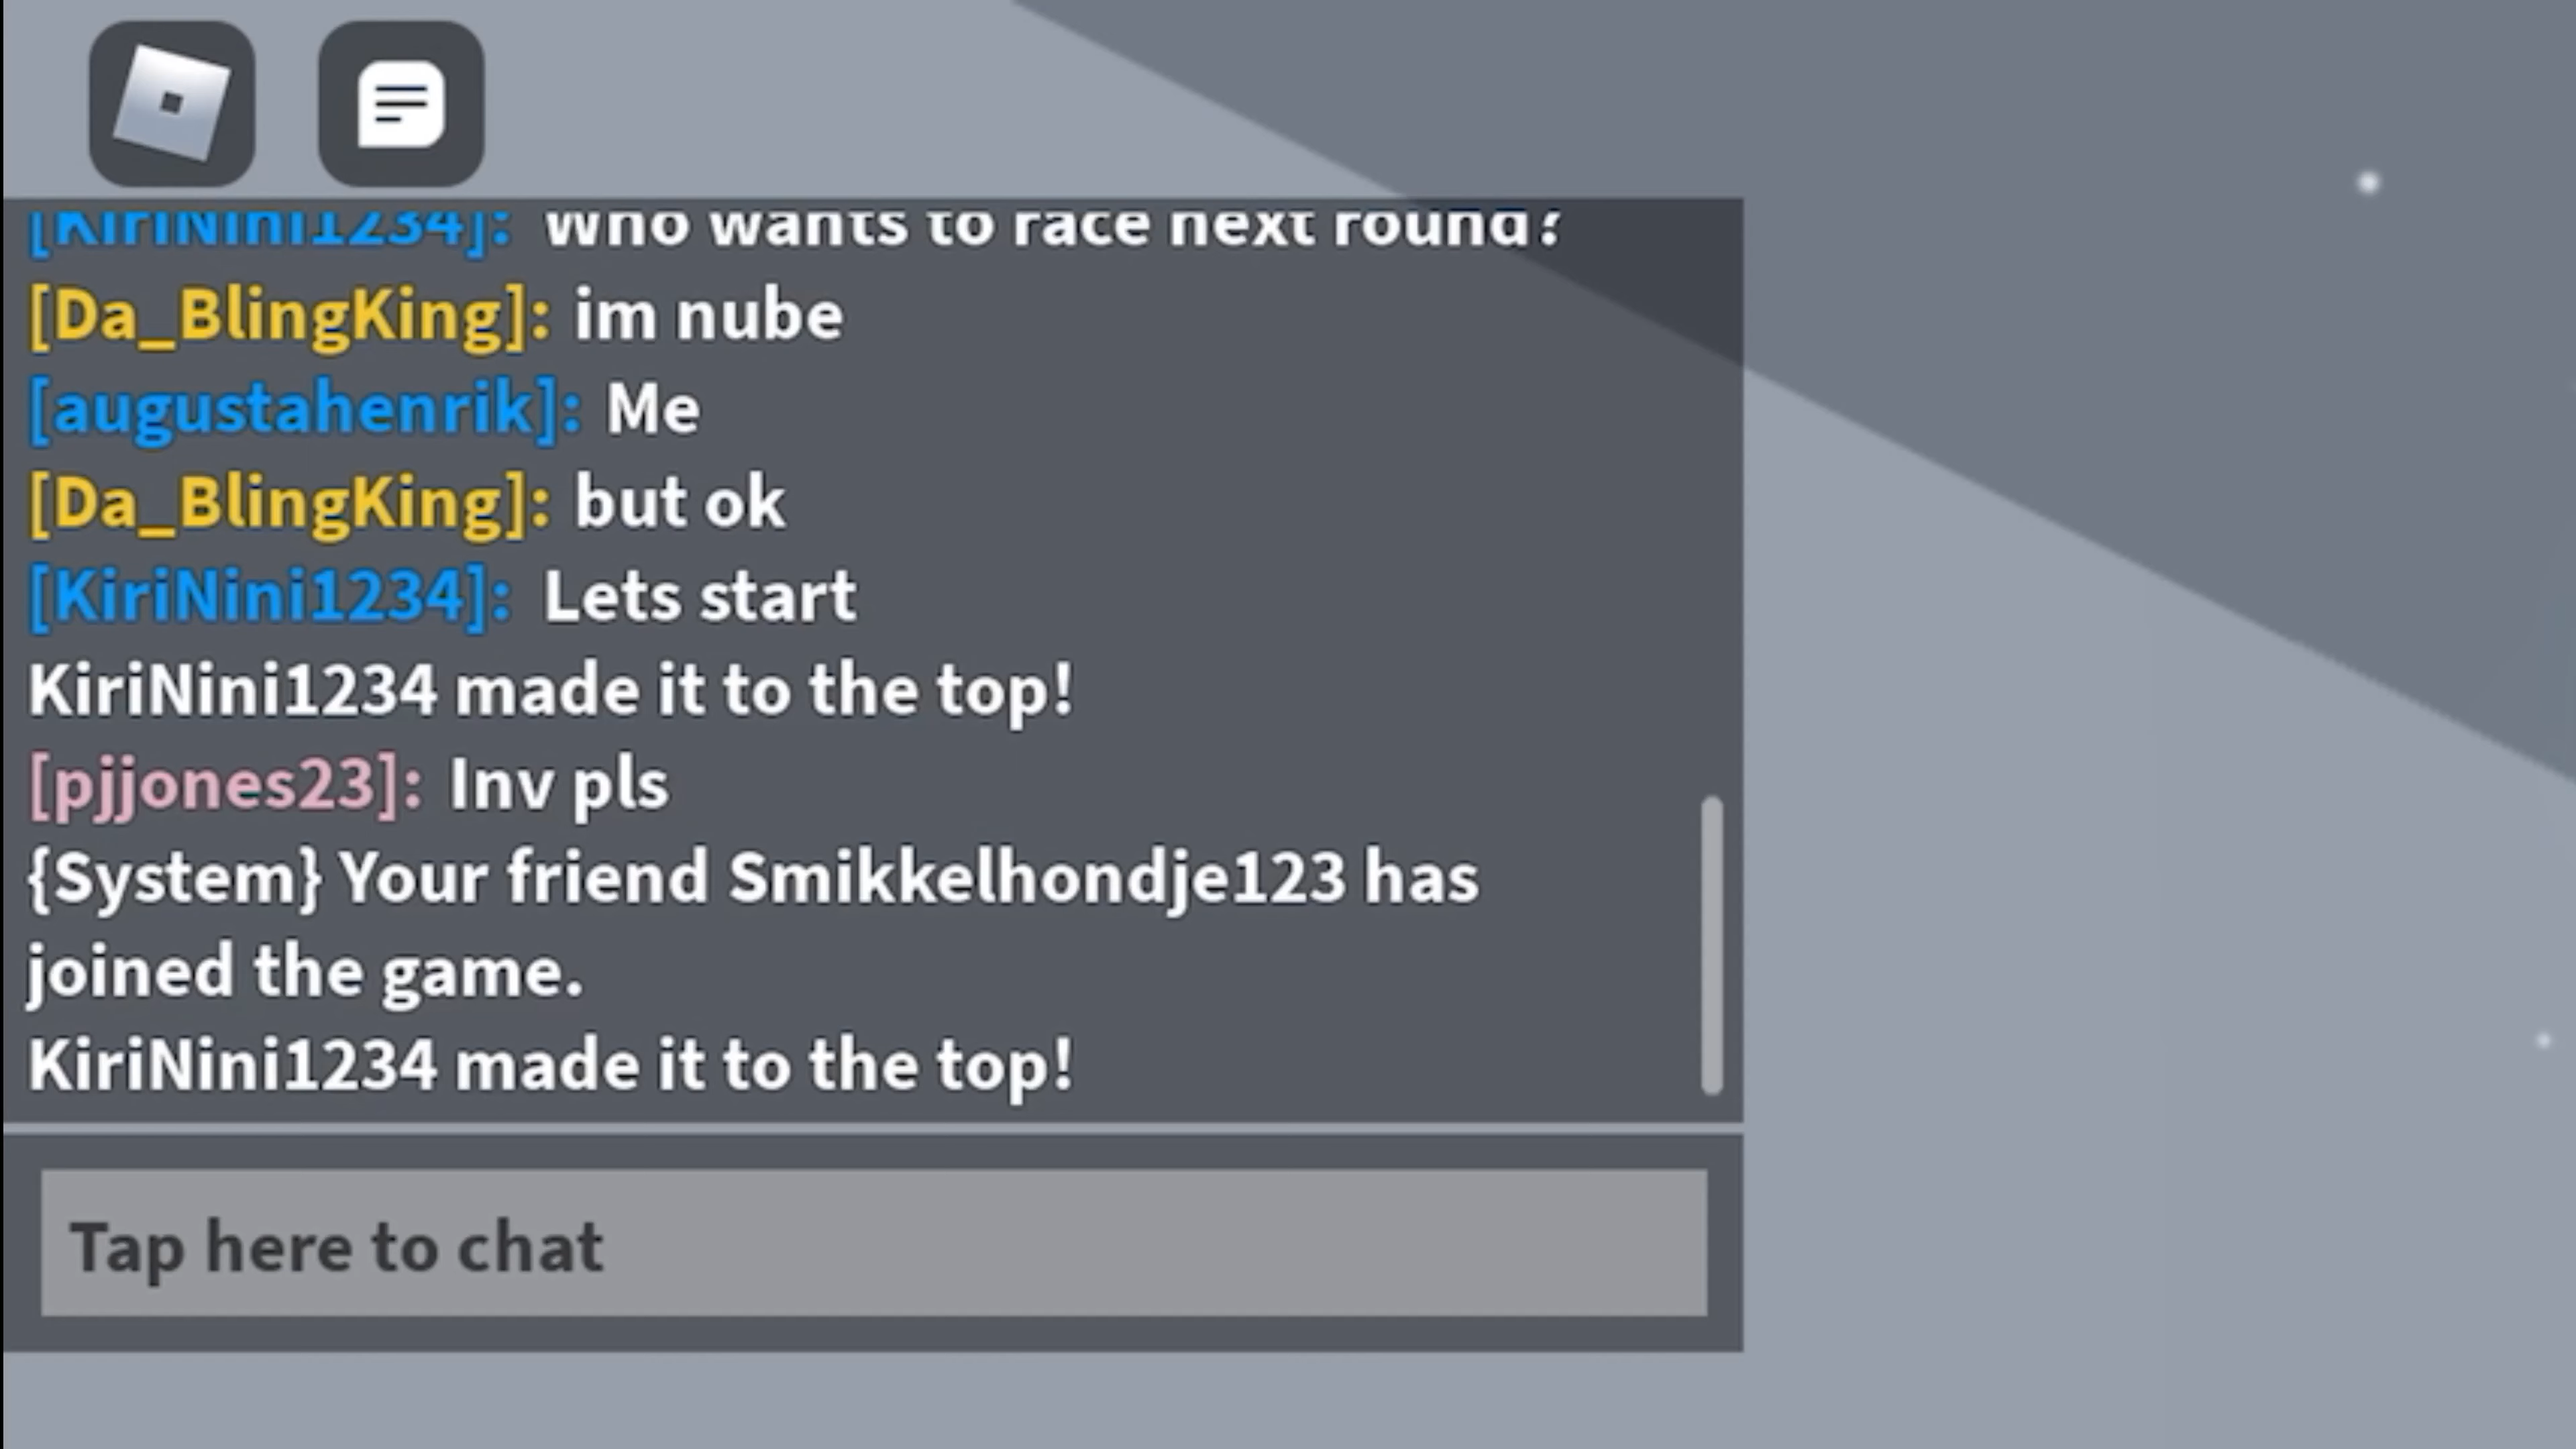 [KiriNini1234]: Who wants to race next round?
[Da_BlingKing]: im nube
[augustahenrik]: Me
[Da_BlingKing]: but ok
[KiriNini1234]: Lets start
KiriNini1234 made it to the top!
[pjjones23]: Inv pls
{System} Your friend Smikkelhondje123 has
joined the game.
KiriNini1234 made it to the top!
Tap here to chat